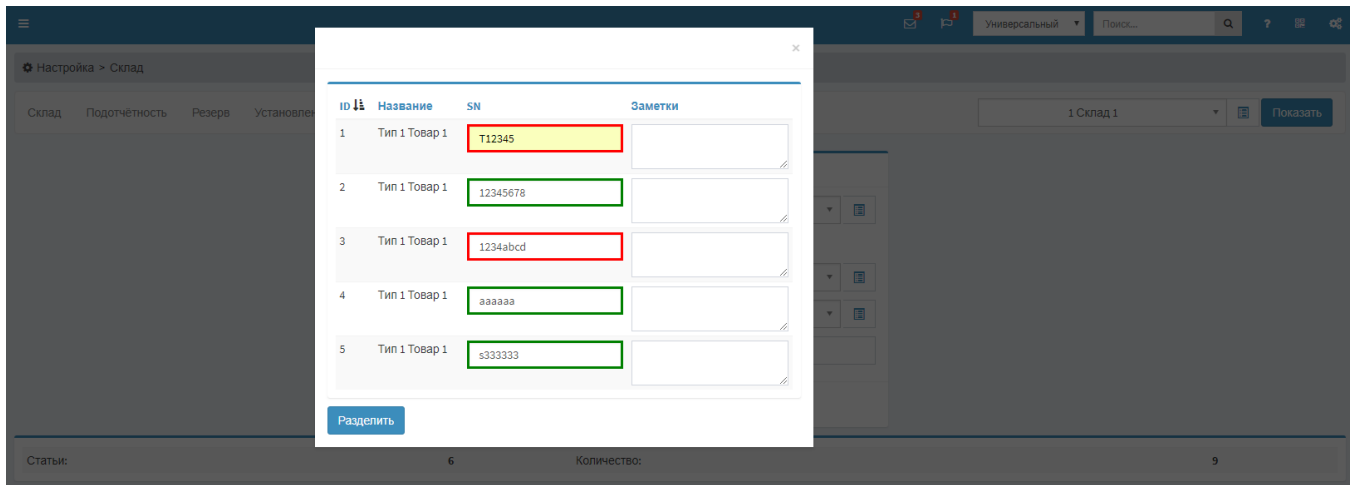 3 1 Универсальный Поиск... ?
Настройка > Склад
Склад Подотчётность Резерв 1 Склад 1 Показать
ID Название SN Заметки
1 Тип 1 Товар 1 T12345
2 Тип 1 Товар 1 12345678
3 Тип 1 Товар 1 1234abcd
4 Тип 1 Товар 1 aaaaaa
5 Тип 1 Товар 1 s333333
Разделить
Статьи: 6 Количество: 9